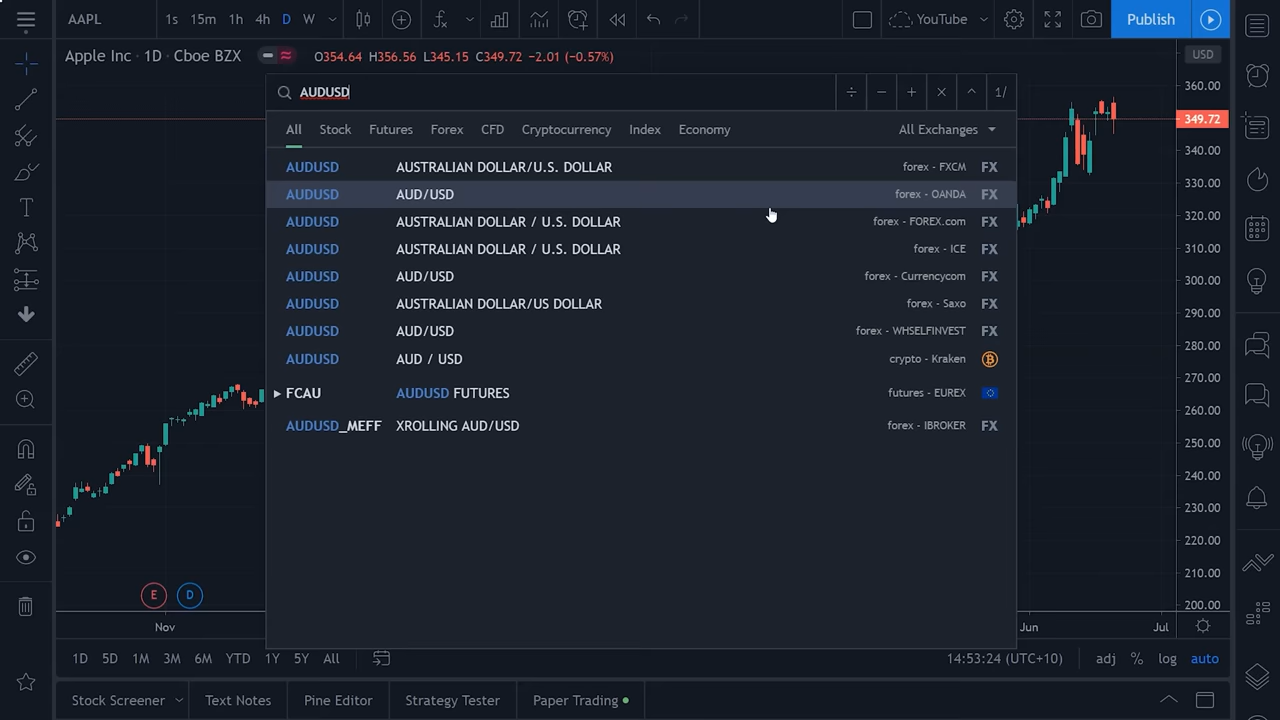 AAPL 1s 15m 1h 4h D W YouTube Publish
Apple Inc · 1D · Cboe BZX O354.64 H356.56 L345.15 C349.72 −2.01 (−0.57%) USD
AUDUSD ÷ − + × ^ 1/
All Stock Futures Forex CFD Cryptocurrency Index Economy All Exchanges
AUDUSD AUSTRALIAN DOLLAR/U.S. DOLLAR forex - FXCM FX
AUDUSD AUD/USD forex - OANDA FX
AUDUSD AUSTRALIAN DOLLAR / U.S. DOLLAR forex - FOREX.com FX
AUDUSD AUSTRALIAN DOLLAR / U.S. DOLLAR forex - ICE FX
AUDUSD AUD/USD forex - Currencycom FX
AUDUSD AUSTRALIAN DOLLAR/US DOLLAR forex - Saxo FX
AUDUSD AUD/USD forex - WHSELFINVEST FX
AUDUSD AUD / USD crypto - Kraken
FCAU AUDUSD FUTURES futures - EUREX
AUDUSD_MEFF XROLLING AUD/USD forex - IBROKER FX
360.00
349.72
340.00
330.00
320.00
310.00
300.00
290.00
280.00
270.00
260.00
250.00
240.00
230.00
220.00
210.00
200.00
E D
Nov Jun Jul
1D 5D 1M 3M 6M YTD 1Y 5Y All 14:53:24 (UTC+10) adj % log auto
Stock Screener Text Notes Pine Editor Strategy Tester Paper Trading